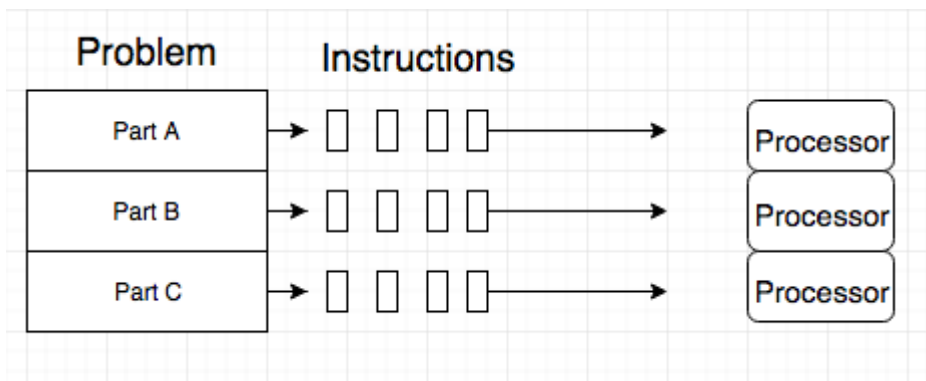 Problem
Instructions
Part A
Processor
Part B
Processor
Part C
Processor